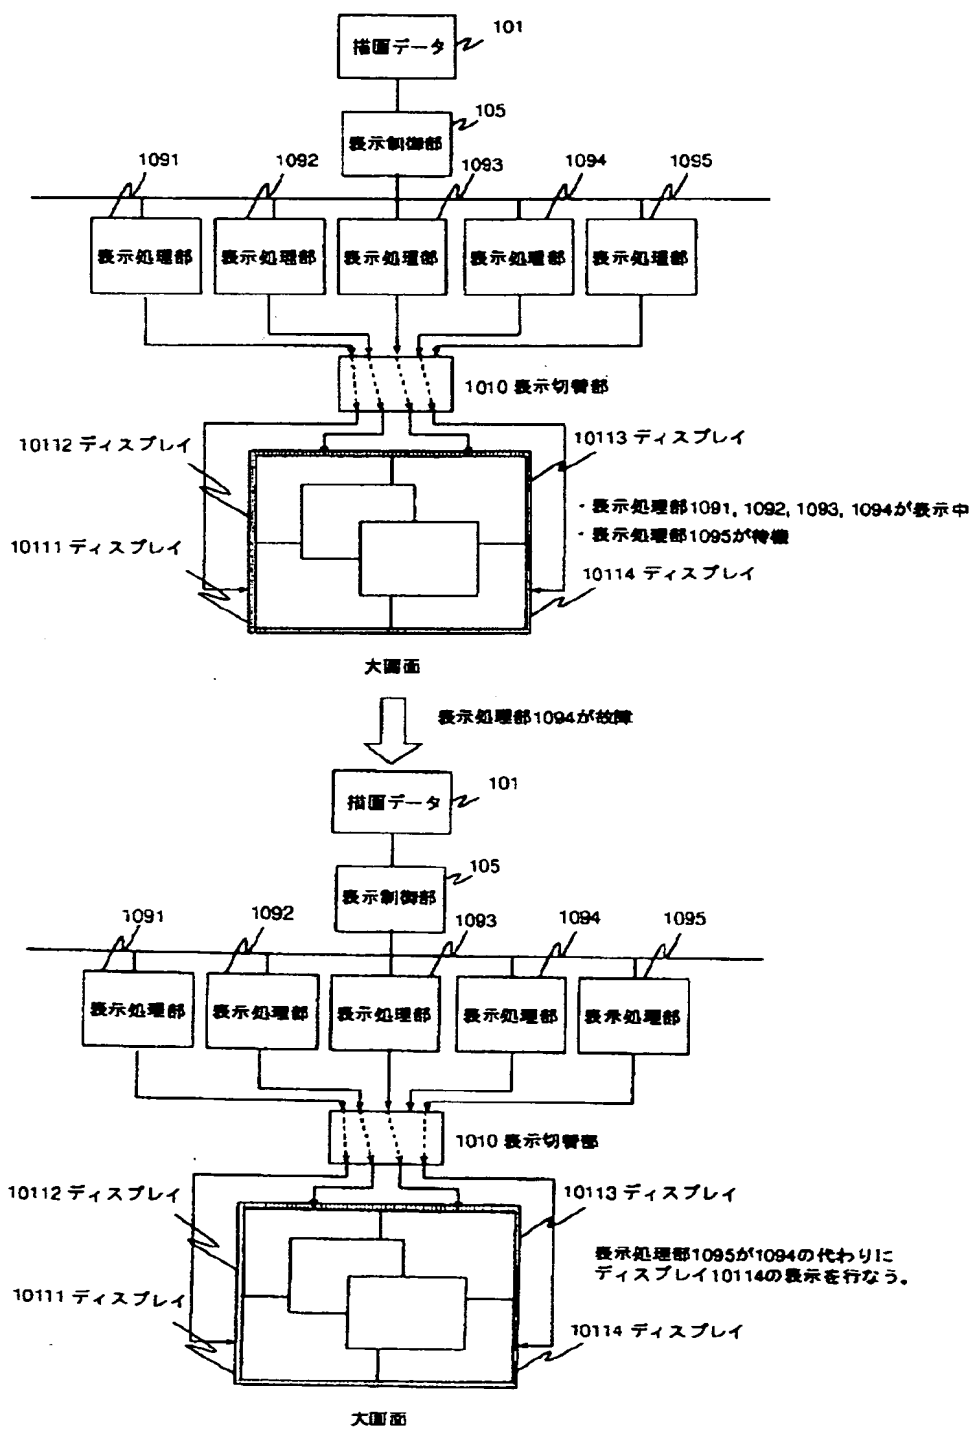 101
描画データ
105
表示制御部
1091
1092
1093
1094
1095
表示処理部
表示処理部
表示処理部
表示処理部
表示処理部
1010 表示切替部
10112 ディスプレイ
10113 ディスプレイ
・表示処理部1091, 1092, 1093, 1094が表示中
・表示処理部1095が待機
10111 ディスプレイ
10114 ディスプレイ
大画面
表示処理部1094が故障
101
描画データ
105
表示制御部
1091
1092
1093
1094
1095
表示処理部
表示処理部
表示処理部
表示処理部
表示処理部
1010 表示切替部
10112 ディスプレイ
10113 ディスプレイ
表示処理部1095が1094の代わりに
ディスプレイ10114の表示を行なう。
10111 ディスプレイ
10114 ディスプレイ
大画面